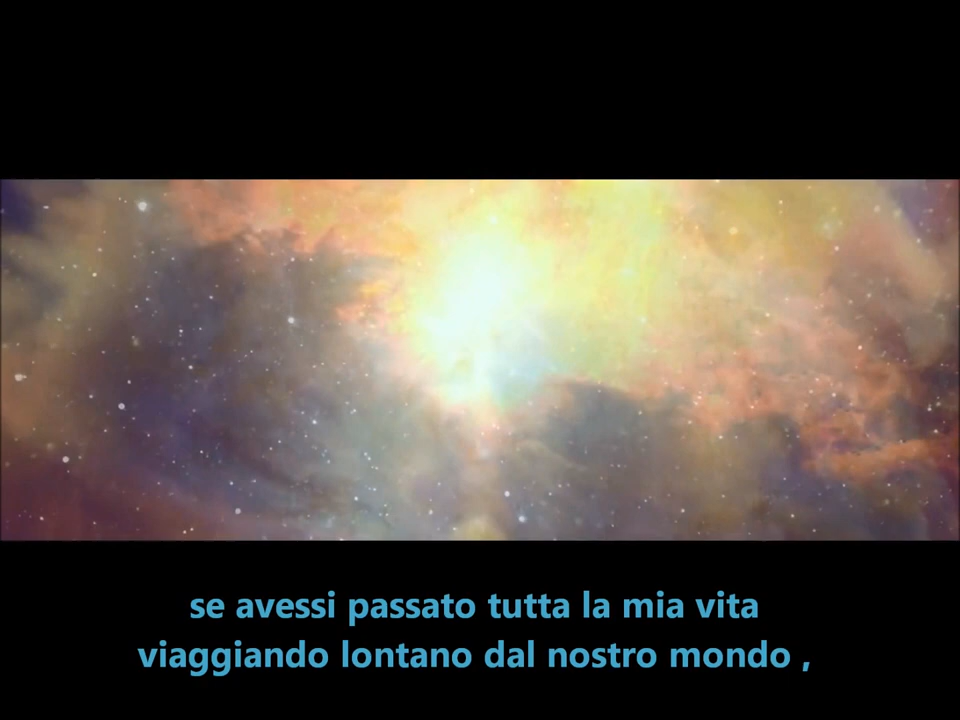 se avessi passato tutta la mia vita
viaggiando lontano dal nostro mondo ,